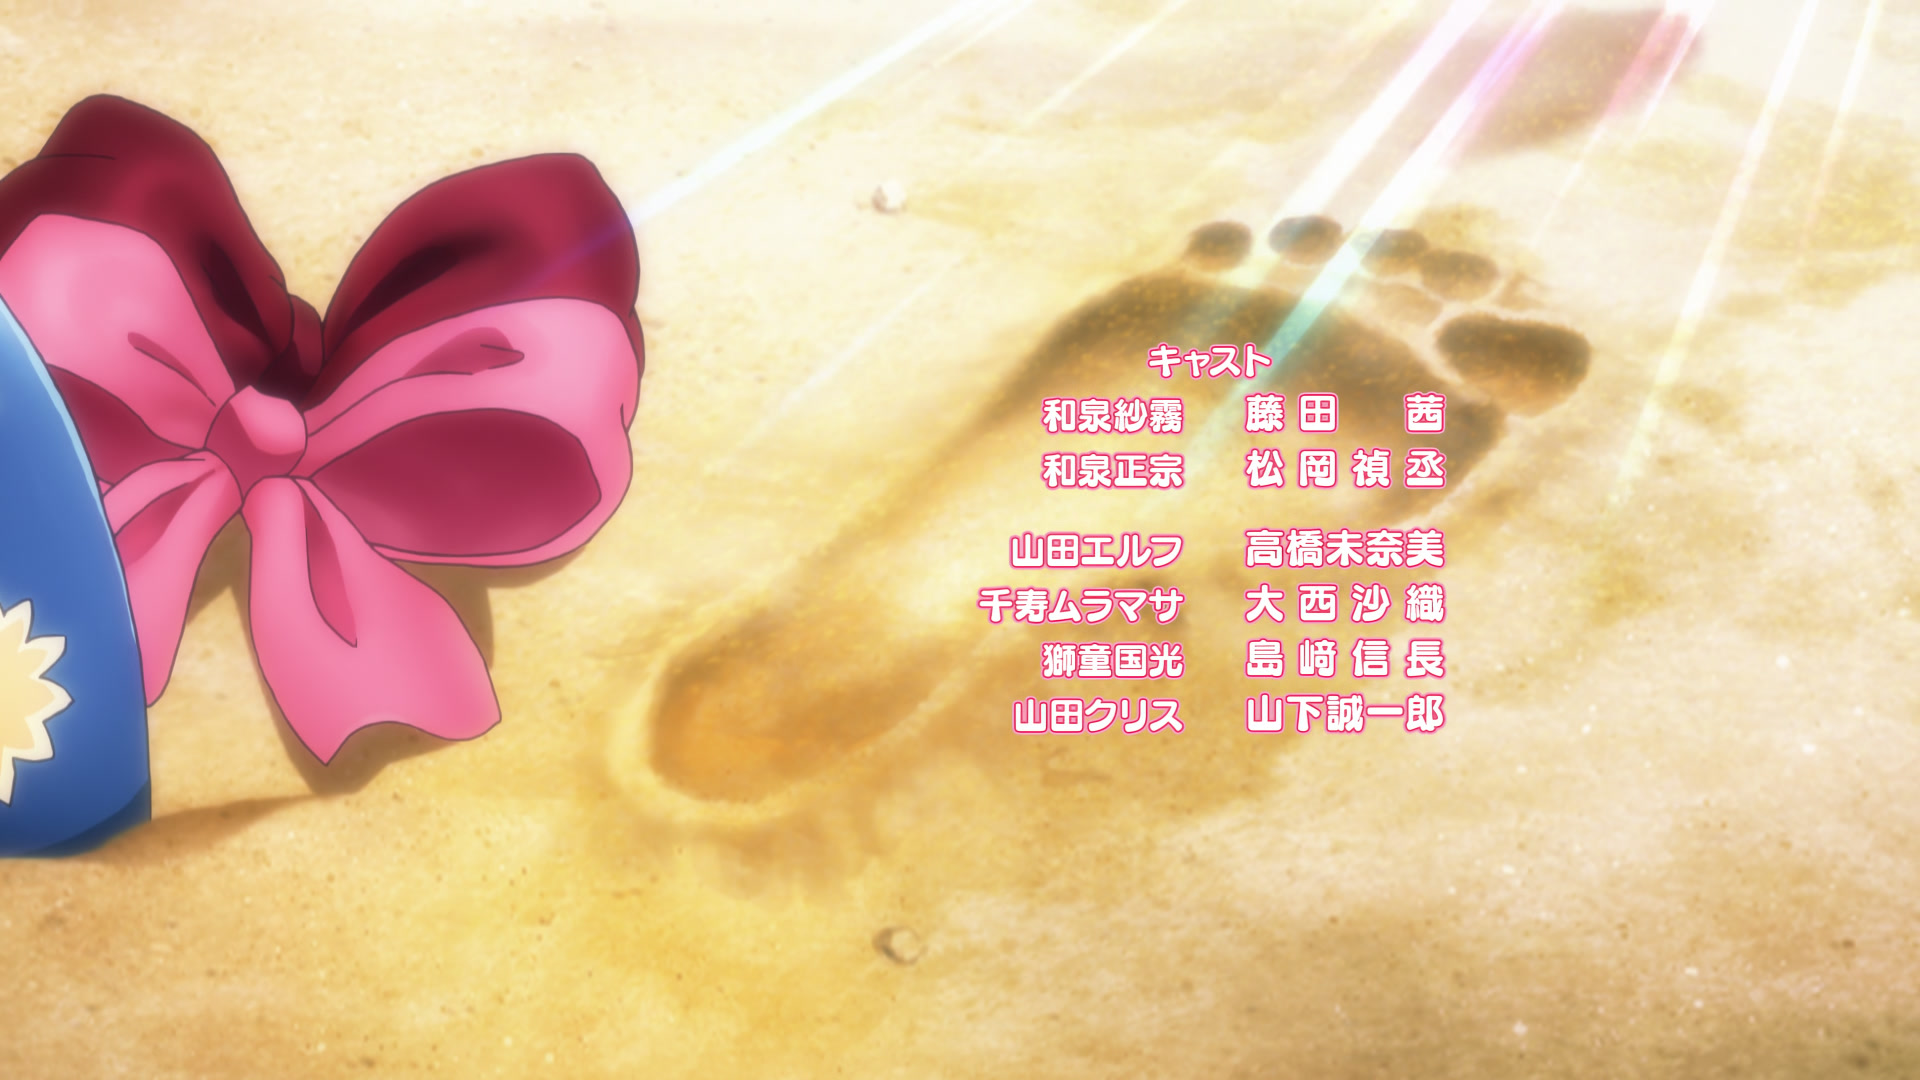 キャスト
和泉紗霧 藤田 茜
和泉正宗 松岡禎丞
山田エルフ 高橋未奈美
千寿ムラマサ 大西沙織
獅童国光 島﨑信長
山田クリス 山下誠一郎